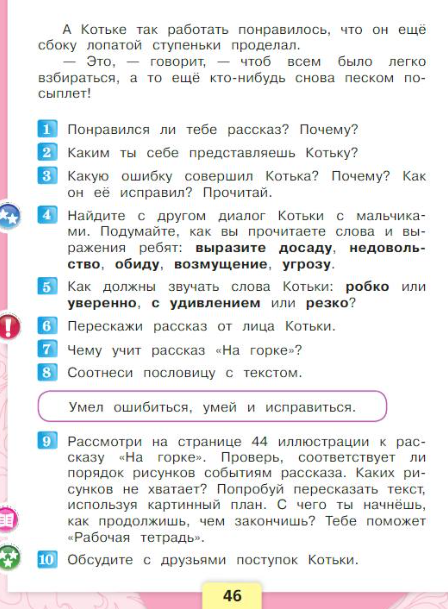 А Котьке так работать понравилось, что он ещё
сбоку лопатой ступеньки проделал.
— Это, — говорит, — чтоб всем было легко
взбираться, а то ещё кто-нибудь снова песком по-
сыплет!
1 Понравился ли тебе рассказ? Почему?
2 Каким ты себе представляешь Котьку?
3 Какую ошибку совершил Котька? Почему? Как
он её исправил? Прочитай.
4 Найдите с другом диалог Котьки с мальчика-
ми. Подумайте, как вы прочитаете слова и вы-
ражения ребят: выразите досаду, недоволь-
ство, обиду, возмущение, угрозу.
5 Как должны звучать слова Котьки: робко или
уверенно, с удивлением или резко?
6 Перескажи рассказ от лица Котьки.
7 Чему учит рассказ «На горке»?
8 Соотнеси пословицу с текстом.
Умел ошибиться, умей и исправиться.
9 Рассмотри на странице 44 иллюстрации к рас-
сказу «На горке». Проверь, соответствует ли
порядок рисунков событиям рассказа. Каких ри-
сунков не хватает? Попробуй пересказать текст,
используя картинный план. С чего ты начнёшь,
как продолжишь, чем закончишь? Тебе поможет
«Рабочая тетрадь».
10 Обсудите с друзьями поступок Котьки.
46